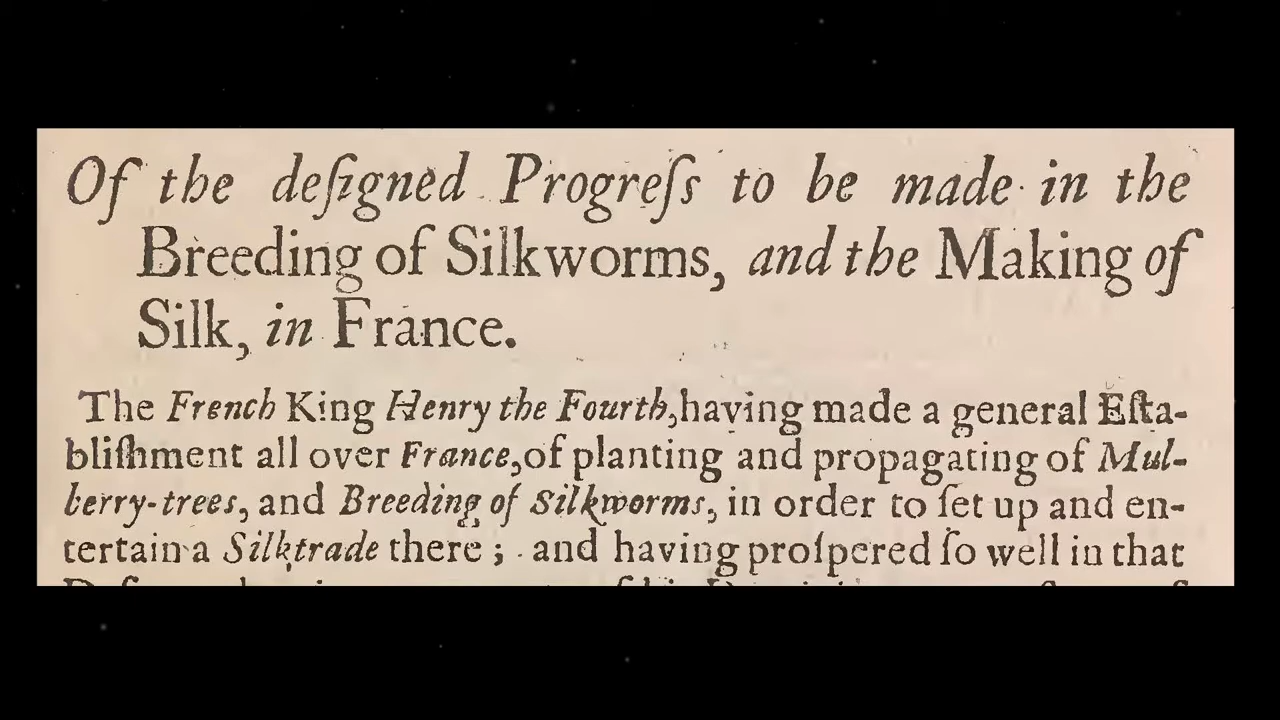 Of the deſigned Progreſs to be made in the
Breeding of Silkworms, and the Making of
Silk, in France.
The French King Henry the Fourth, having made a general Eſta-
bliſhment all over France, of planting and propagating of Mul-
berry-trees, and Breeding of Silkworms, in order to ſet up and en-
tertain a Silktrade there; and having proſpered ſo well in that